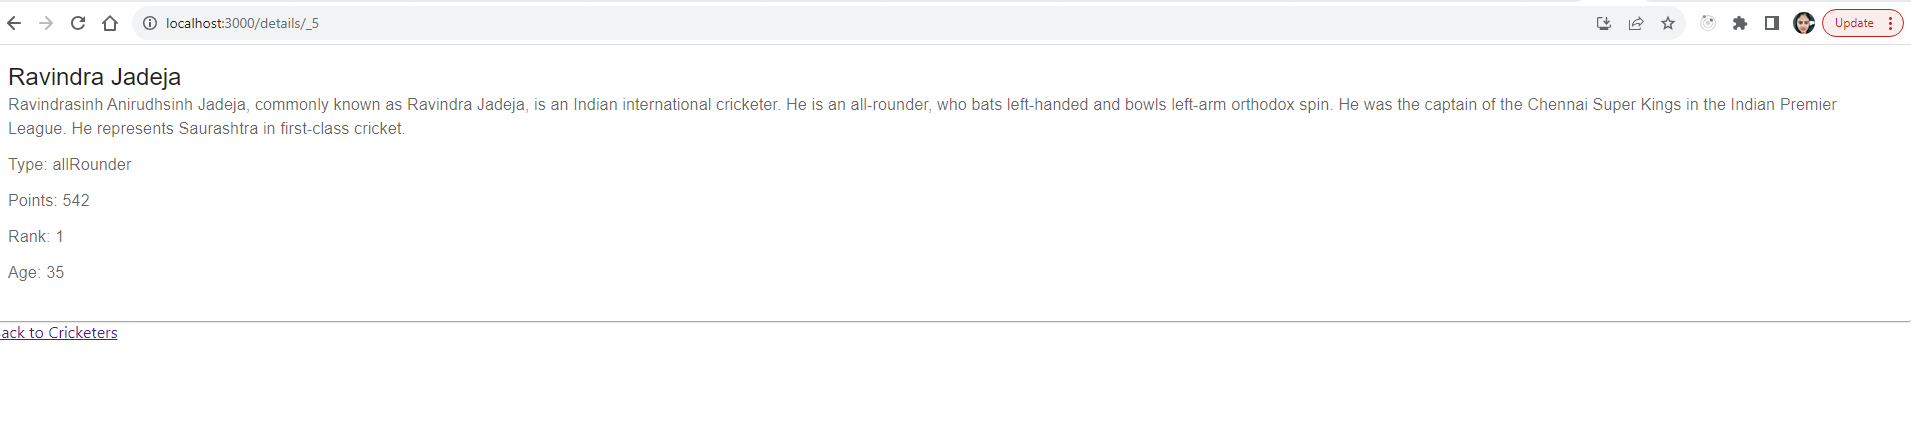 localhost:3000/details/_5
Update
Ravindra Jadeja
Ravindrasinh Anirudhsinh Jadeja, commonly known as Ravindra Jadeja, is an Indian international cricketer. He is an all-rounder, who bats left-handed and bowls left-arm orthodox spin. He was the captain of the Chennai Super Kings in the Indian Premier
League. He represents Saurashtra in first-class cricket.
Type: allRounder
Points: 542
Rank: 1
Age: 35
ack to Cricketers